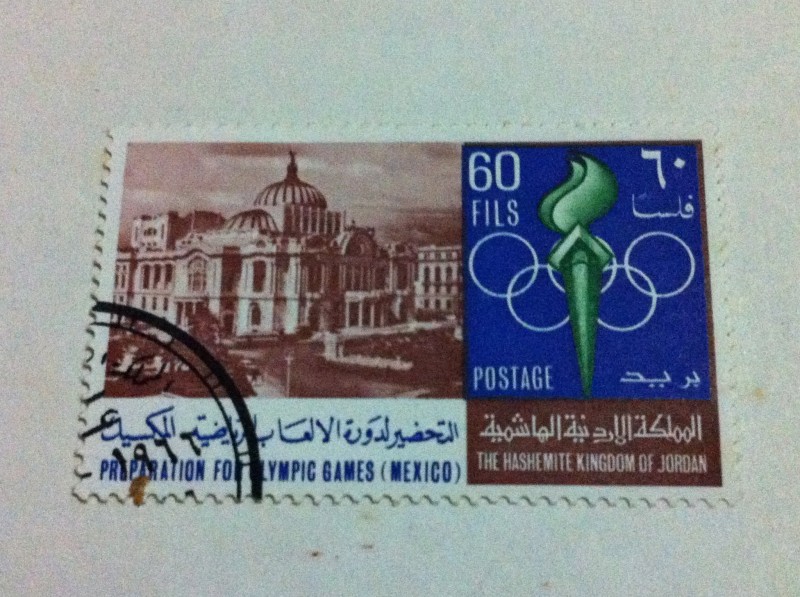 60
FILS
٦٠
فلسا
POSTAGE
بريد
التحضير لدورة الالعاب الرياضية المكسيك
PREPARATION FOR OLYMPIC GAMES (MEXICO)
المملكة الاردنية الهاشمية
THE HASHEMITE KINGDOM OF JORDAN
١٩٦٦